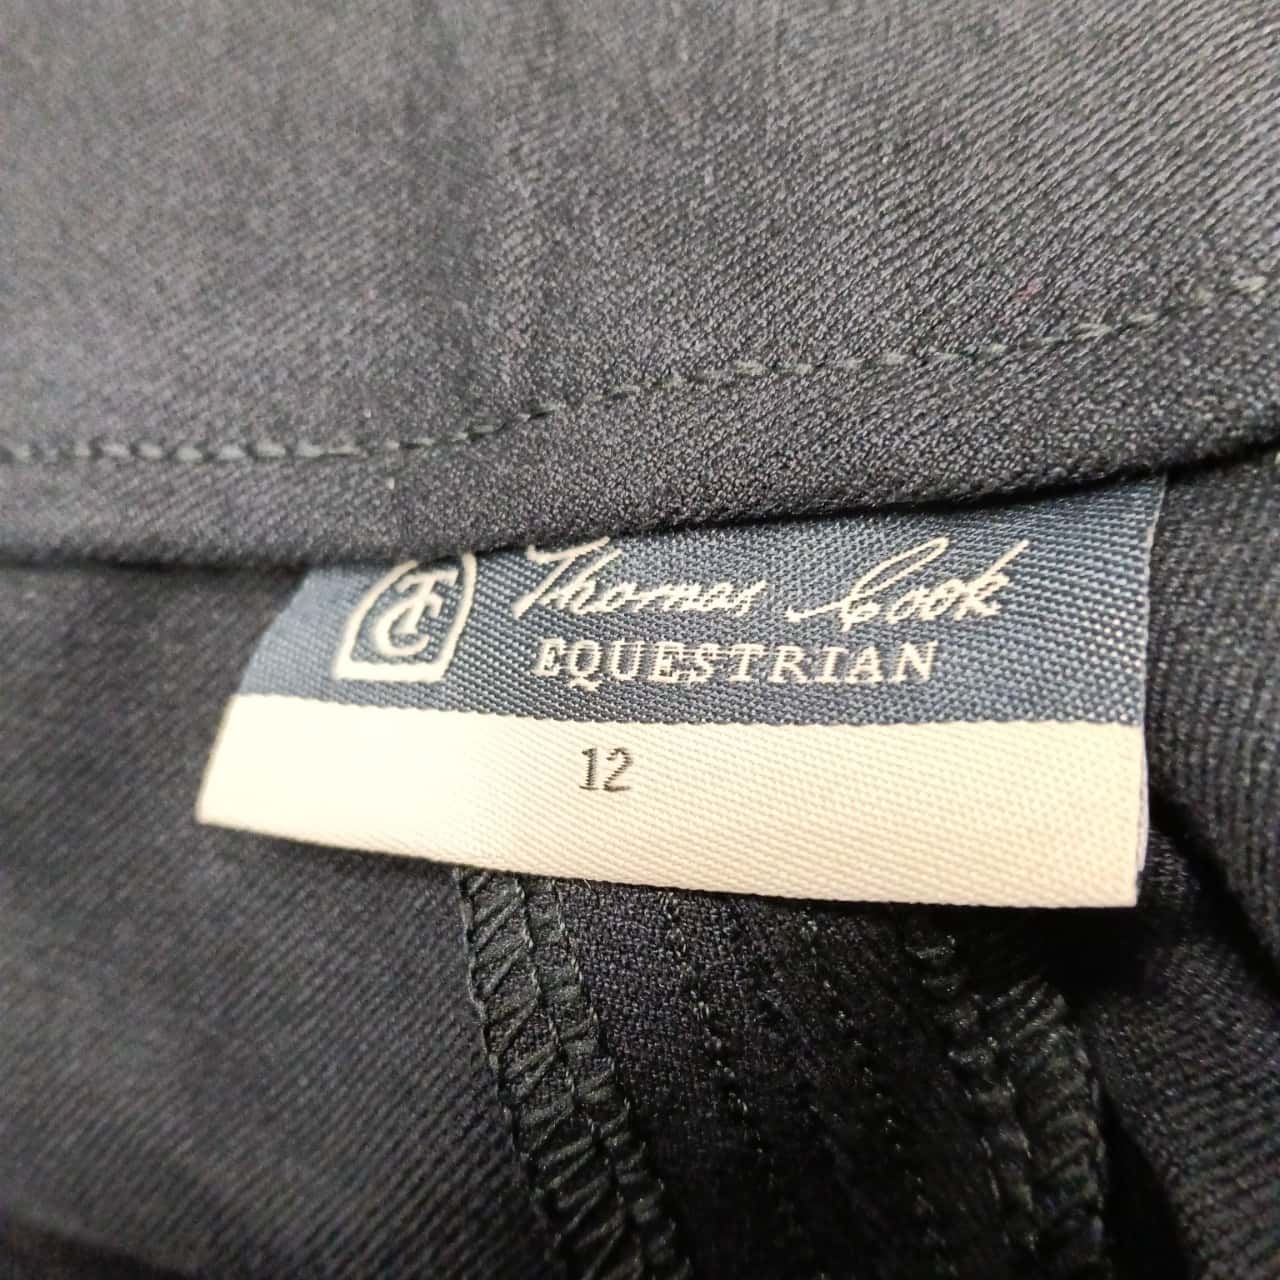 TC
Thomas Cook
EQUESTRIAN
12